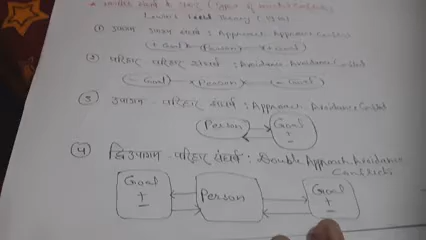 ① उपागम उपागम संघर्ष : Approach Approach Conflict
+ Goal Person + Goal
② परिहार परिहार संघर्ष : Avoidance Avoidance Conflict
- Goal Person - Goal
③ उपागम - परिहार संघर्ष : Approach Avoidance Conflict
Person Goal
+
-
④ द्विउपागम - परिहार संघर्ष : Double Approach Avoidance
Conflict
Goal Person Goal
+ +
- -